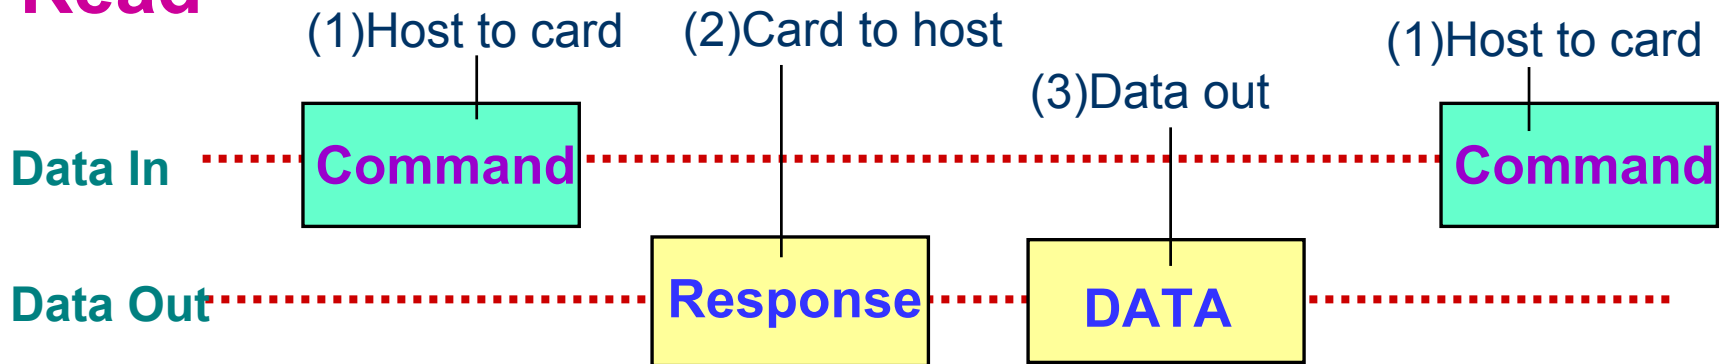 Read
(1)Host to card
(2)Card to host
(1)Host to card
(3)Data out
Data In
Command
Command
Data Out
Response
DATA